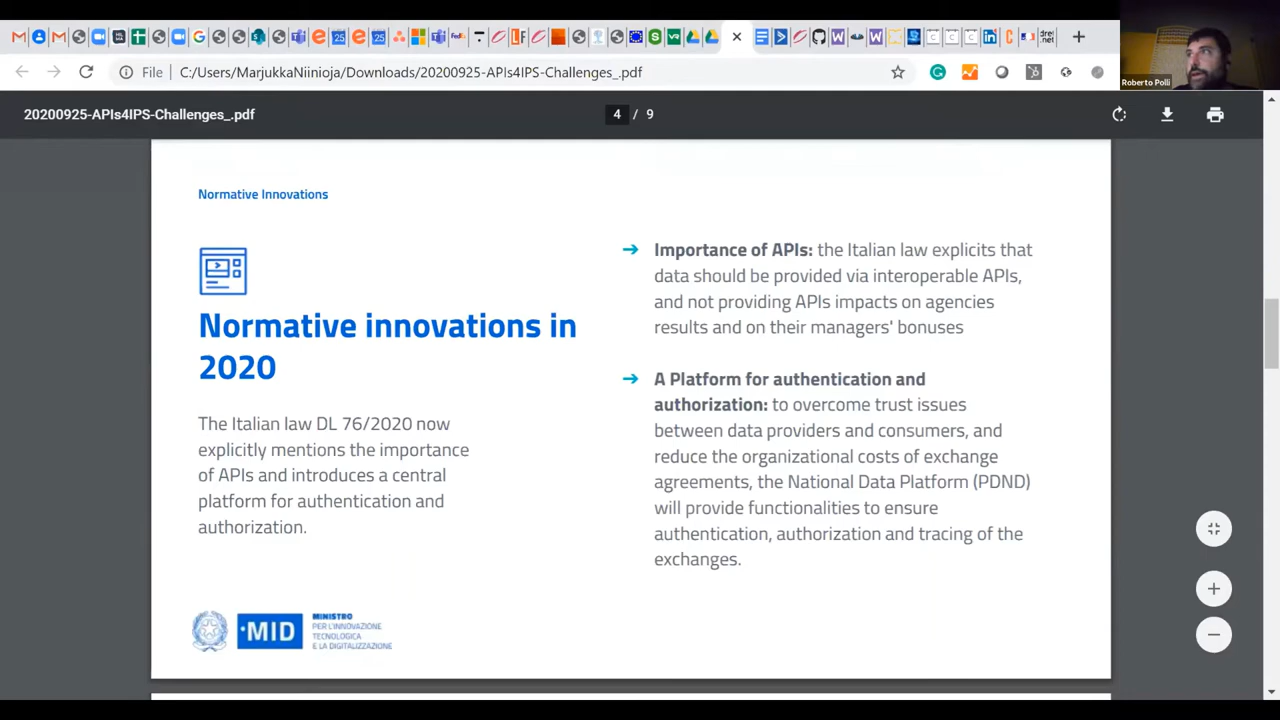 File
C:/Users/MarjukkaNiinioja/Downloads/20200925-APIs4IPS-Challenges_.pdf
Roberto Polli
20200925-APIs4IPS-Challenges_.pdf
4 / 9
Normative Innovations
Normative innovations in
2020
The Italian law DL 76/2020 now
explicitly mentions the importance
of APIs and introduces a central
platform for authentication and
authorization.
Importance of APIs: the Italian law explicits that
data should be provided via interoperable APIs,
and not providing APIs impacts on agencies
results and on their managers' bonuses
A Platform for authentication and
authorization: to overcome trust issues
between data providers and consumers, and
reduce the organizational costs of exchange
agreements, the National Data Platform (PDND)
will provide functionalities to ensure
authentication, authorization and tracing of the
exchanges.
MID
MINISTRO
PER L'INNOVAZIONE
TECNOLOGICA
E LA DIGITALIZZAZIONE